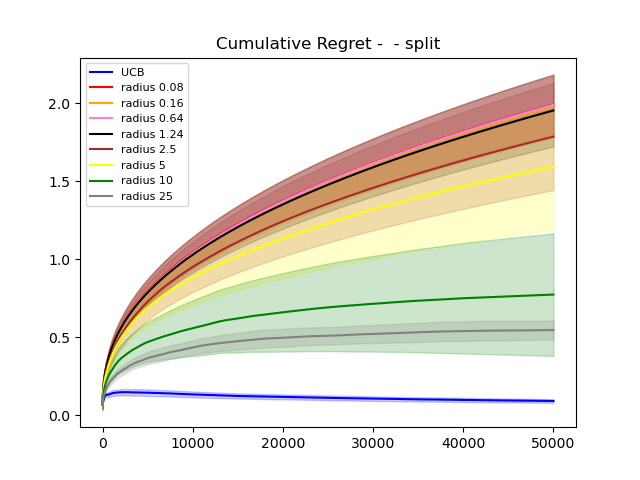 Cumulative Regret -  - split
UCB
radius 0.08
radius 0.16
radius 0.64
radius 1.24
radius 2.5
radius 5
radius 10
radius 25
2.0
1.5
1.0
0.5
0.0
0 10000 20000 30000 40000 50000